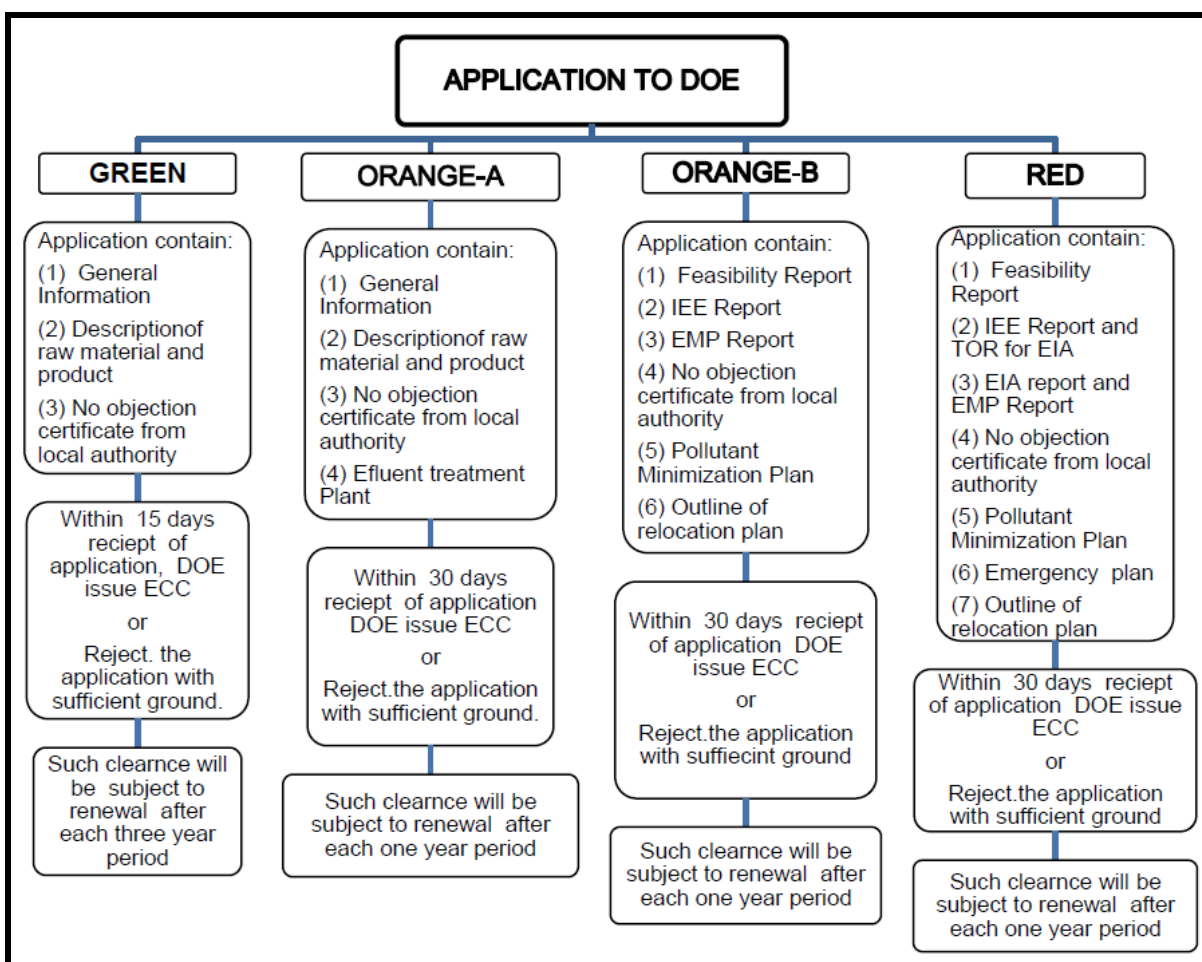 APPLICATION TO DOE
GREEN
Application contain:
(1) General
Information
(2) Descriptionof
raw material and
product
(3) No objection
certificate from
local authority
Within 15 days
reciept of
application, DOE
issue ECC
or
Reject. the
application with
sufficient ground.
Such clearnce will
be subject to
renewal after
each three year
period
ORANGE-A
Application contain:
(1) General
Information
(2) Descriptionof raw
material and product
(3) No objection
certificate from local
authority
(4) Efluent treatment
Plant
Within 30 days
reciept of application
DOE issue ECC
or
Reject.the application
with sufficient ground.
Such clearnce will be
subject to renewal after
each one year period
ORANGE-B
Application contain:
(1) Feasibility Report
(2) IEE Report
(3) EMP Report
(4) No objection
certificate from local
authority
(5) Pollutant
Minimization Plan
(6) Outline of
relocation plan
Within 30 days reciept
of application DOE
issue ECC
or
Reject.the application
with suffiecint ground
Such clearnce will be
subject to renewal after
each one year period
RED
Application contain:
(1) Feasibility
Report
(2) IEE Report and
TOR for EIA
(3) EIA report and
EMP Report
(4) No objection
certificate from local
authority
(5) Pollutant
Minimization Plan
(6) Emergency plan
(7) Outline of
relocation plan
Within 30 days reciept
of application DOE issue
ECC
or
Reject.the application
with sufficient ground
Such clearnce will be
subject to renewal after
each one year period